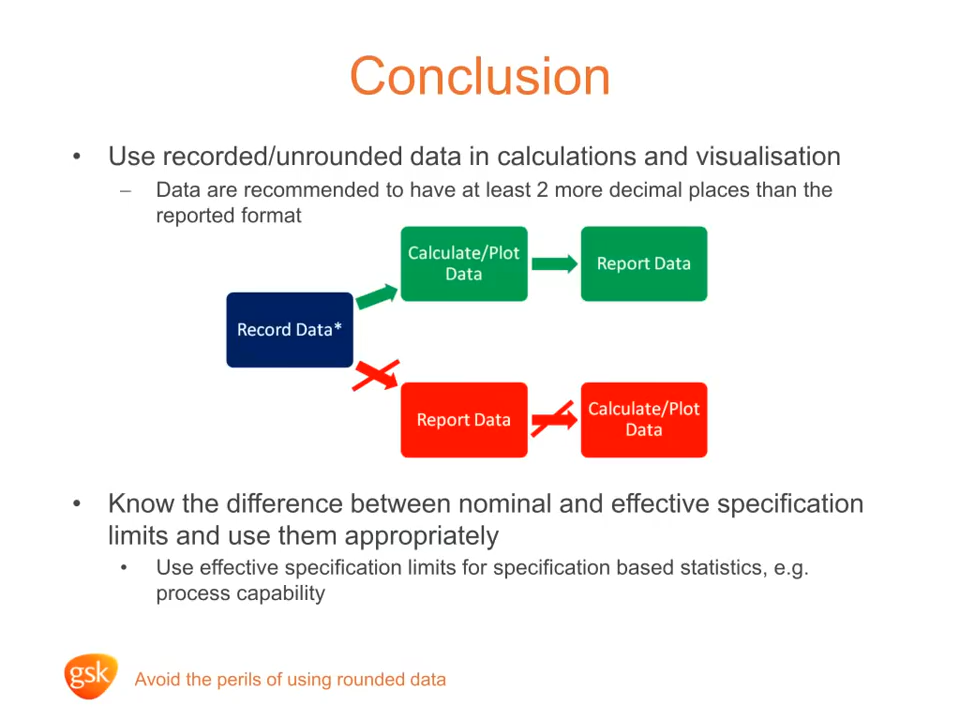 Conclusion
• Use recorded/unrounded data in calculations and visualisation
– Data are recommended to have at least 2 more decimal places than the
reported format
Calculate/Plot
Data
Report Data
Record Data*
Report Data
Calculate/Plot
Data
• Know the difference between nominal and effective specification
limits and use them appropriately
• Use effective specification limits for specification based statistics, e.g.
process capability
gsk
Avoid the perils of using rounded data